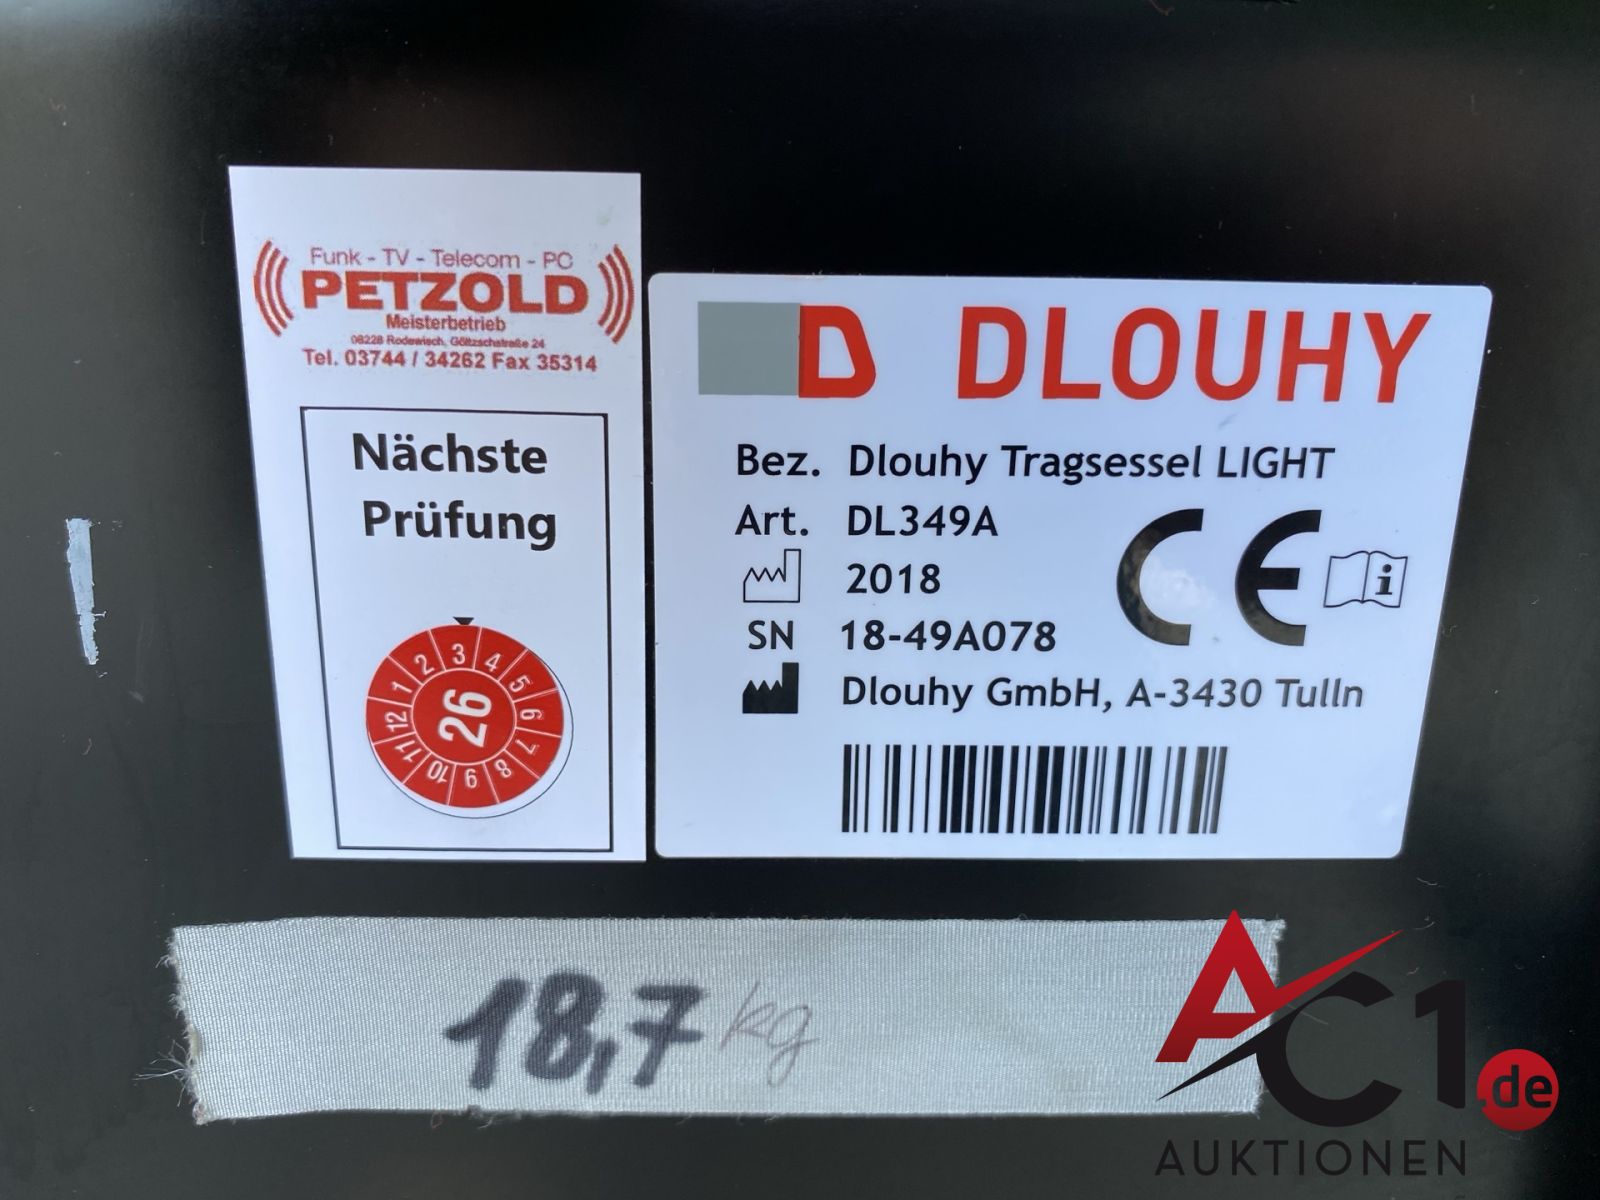 Funk - TV - Telecom - PC
PETZOLD
Meisterbetrieb
08228 Rodewisch, Göltzschstraße 24
Tel. 03744 / 34262 Fax 35314
Nächste
Prüfung
1 2 3 4 5 6 7 8 9 10 11 12
26
D DLOUHY
Bez. Dlouhy Tragsessel LIGHT
Art. DL349A
2018
CE i
SN 18-49A078
Dlouhy GmbH, A-3430 Tulln
18,7 kg
AC1.de
AUKTIONEN